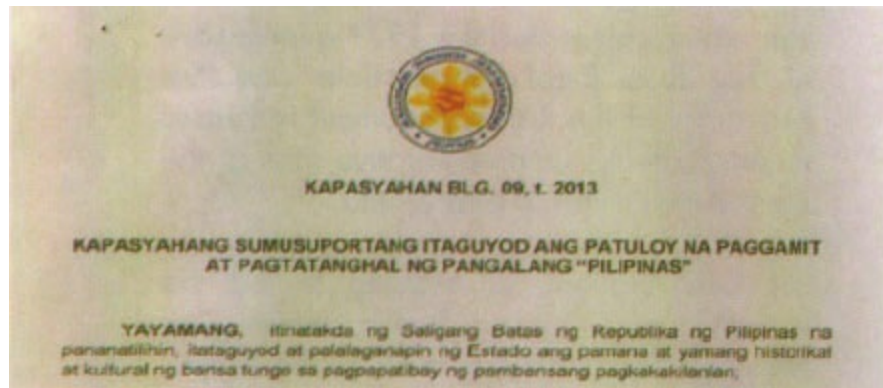 KAPASYAHAN BLG. 09, t. 2013
KAPASYAHANG SUMUSUPORTANG ITAGUYOD ANG PATULOY NA PAGGAMIT
AT PAGTATANGHAL NG PANGALANG “PILIPINAS”
YAYAMANG, itinatakda ng Saligang Batas ng Republika ng Pilipinas na
pananatilihin, itataguyod at palalaganapin ng Estado ang pamana at yamang historikal
at kultural ng bansa tungo sa pagpapatibay ng pambansang pagkakakilanlan;